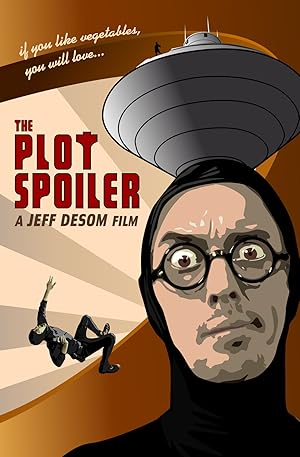 if you like vegetables,
you will love...
THE
PLOT
SPOILER
A JEFF DESOM FILM